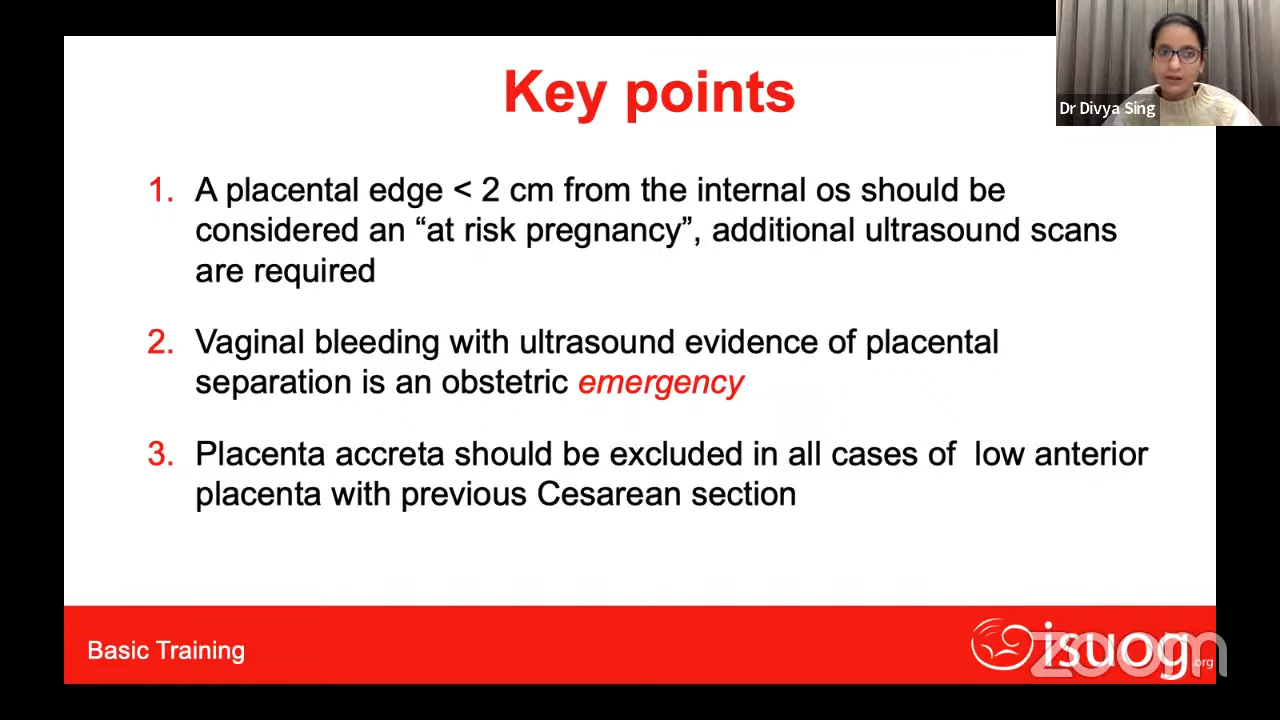 Key points
Dr Divya Sing
1. A placental edge < 2 cm from the internal os should be
considered an “at risk pregnancy”, additional ultrasound scans
are required
2. Vaginal bleeding with ultrasound evidence of placental
separation is an obstetric emergency
3. Placenta accreta should be excluded in all cases of low anterior
placenta with previous Cesarean section
Basic Training
isuog.org
zoom